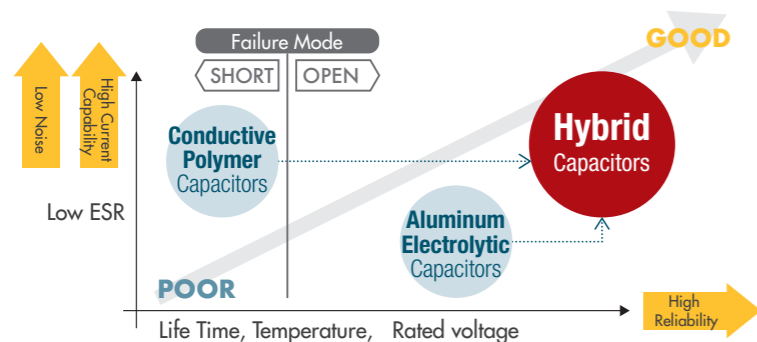 Failure Mode
GOOD
SHORT
OPEN
Low Noise
High Current
Capability
Conductive
Polymer
Capacitors
Hybrid
Capacitors
Low ESR
Aluminum
Electrolytic
Capacitors
POOR
High
Reliability
Life Time, Temperature, Rated voltage